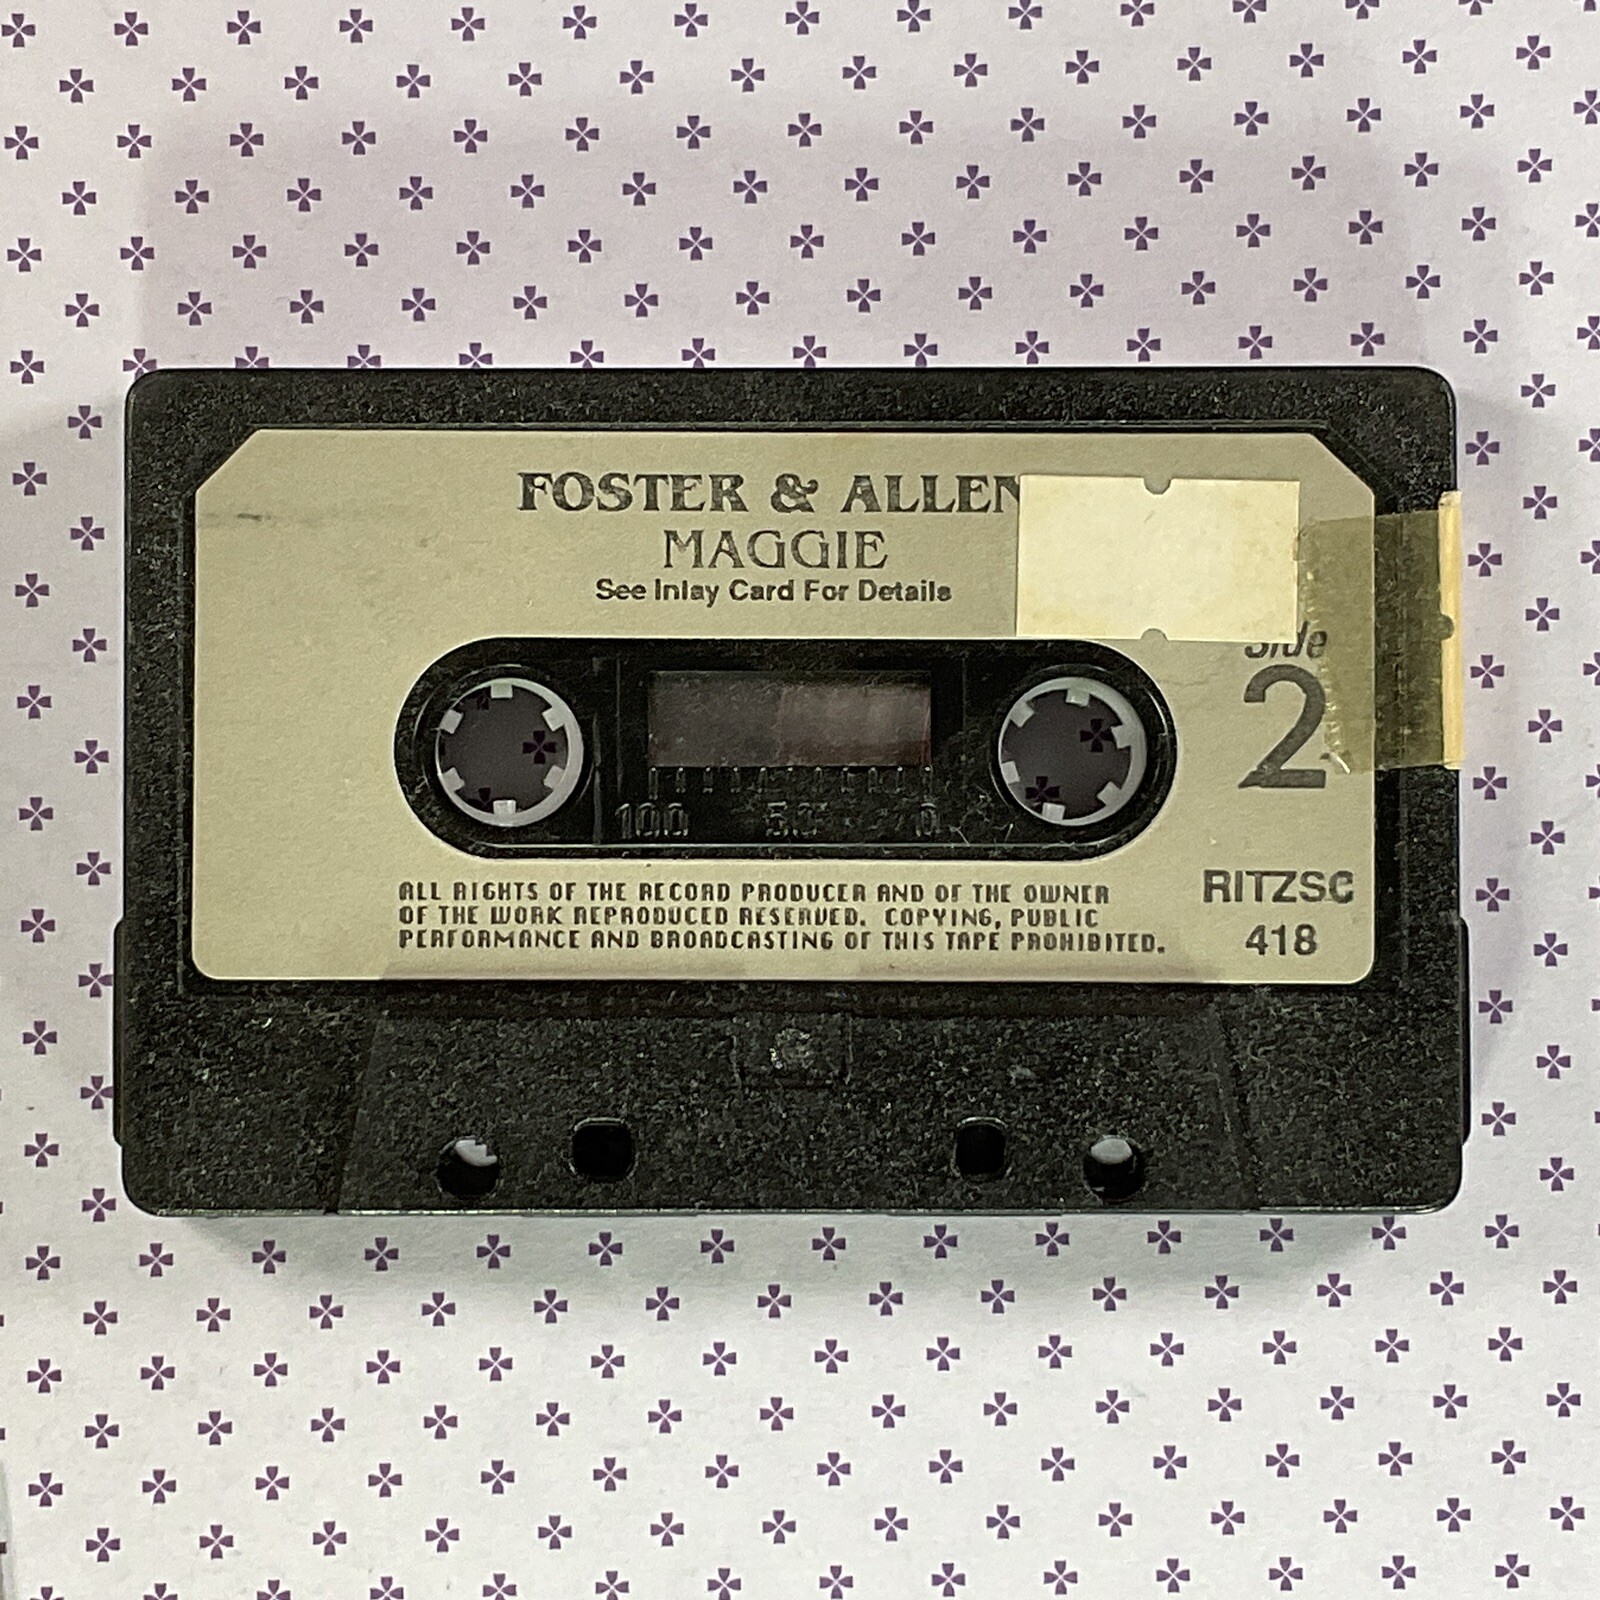 FOSTER & ALLEN
MAGGIE
See Inlay Card For Details
Side
2
100 50 0
ALL RIGHTS OF THE RECORD PRODUCER AND OF THE OWNER
OF THE WORK REPRODUCED RESERVED. COPYING, PUBLIC
PERFORMANCE AND BROADCASTING OF THIS TAPE PROHIBITED.
RITZSC
418